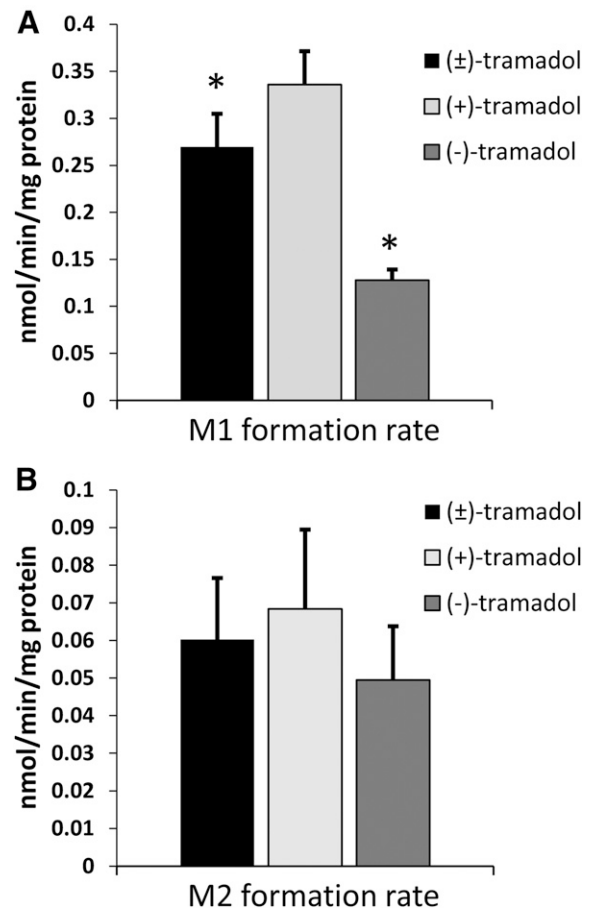 A
0.4
0.35
0.3
0.25
0.2
0.15
0.1
0.05
0
nmol/min/mg protein
*
*
(±)-tramadol
(+)-tramadol
(-)-tramadol
M1 formation rate
B
0.1
0.09
0.08
0.07
0.06
0.05
0.04
0.03
0.02
0.01
0
nmol/min/mg protein
(±)-tramadol
(+)-tramadol
(-)-tramadol
M2 formation rate